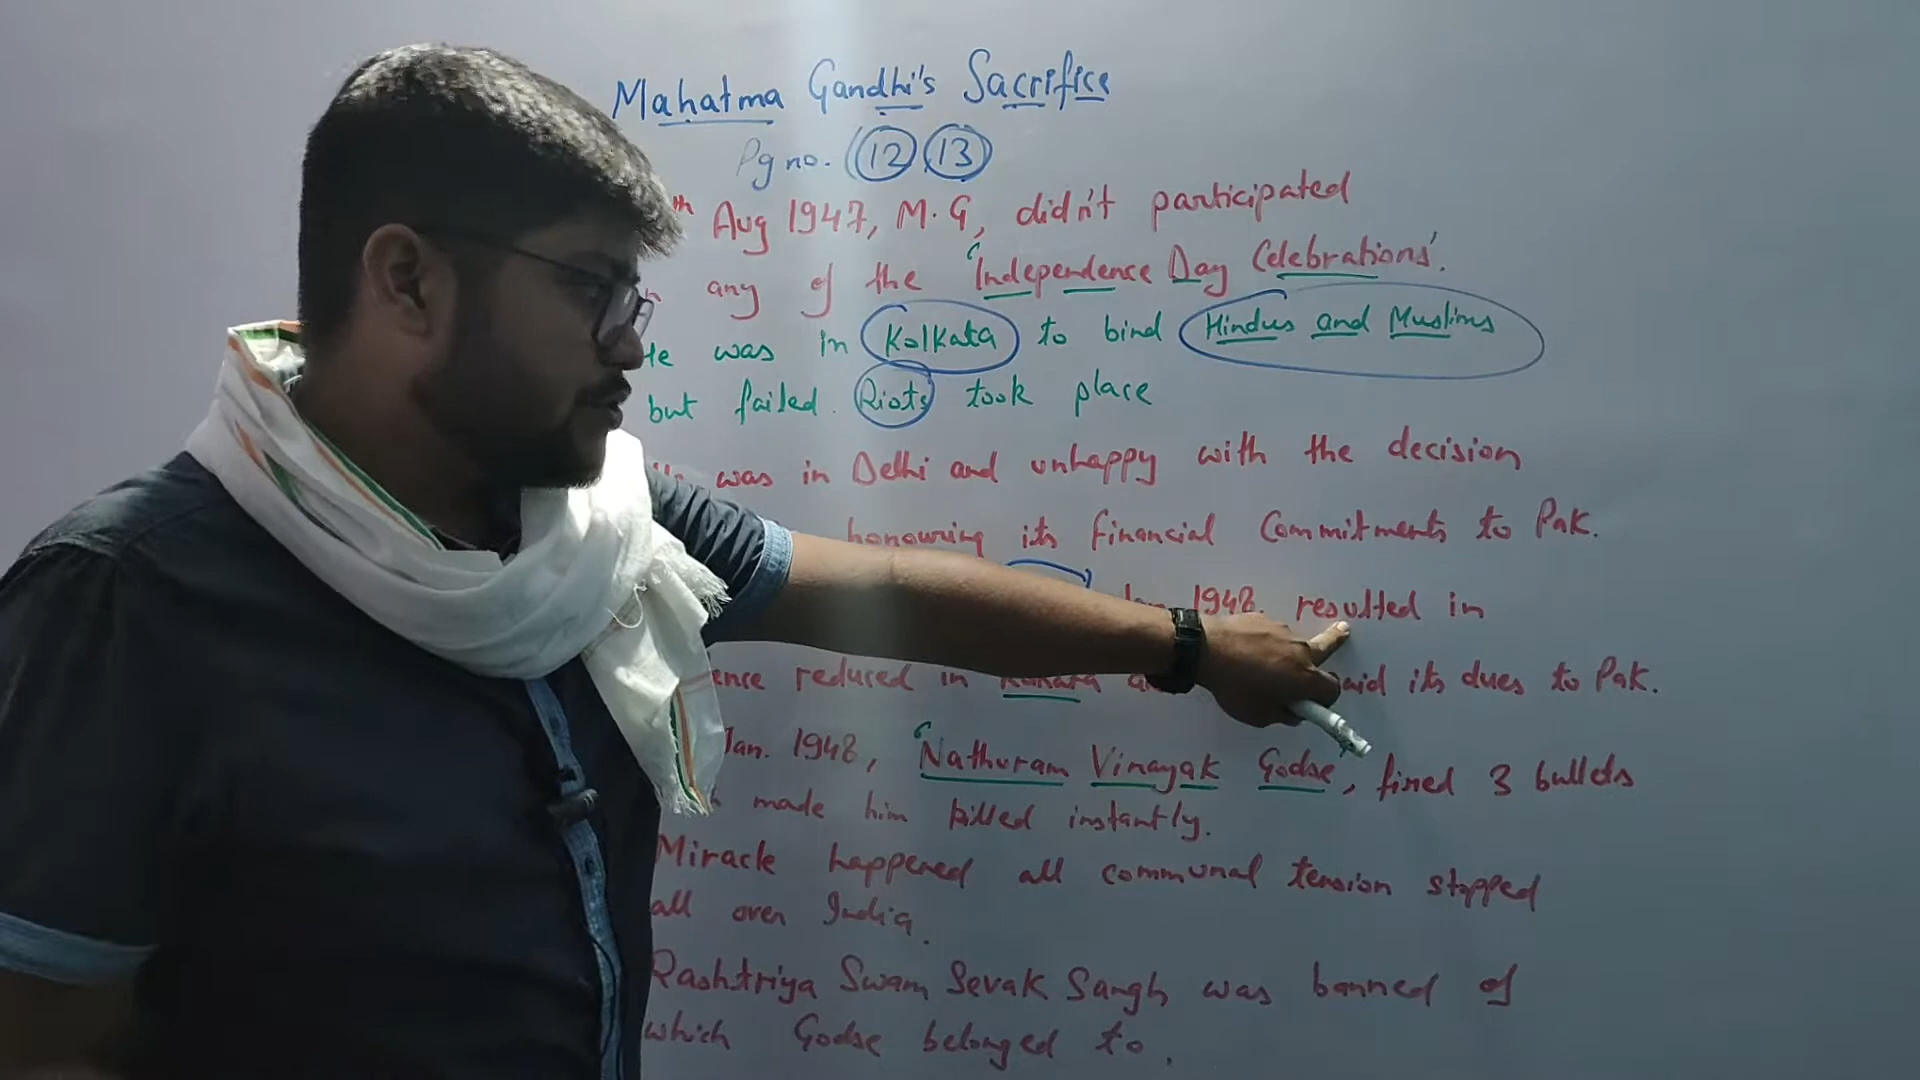 Mahatma Gandhi's Sacrifice
Pg no. 12 13
th Aug 1947, M.G, didn't participated
any of the 'Independence Day Celebrations'.
He was in Kolkata to bind Hindus and Muslims
but failed. Riots took place
was in Delhi and unhappy with the decision
honouring its financial Commitments to Pak.
1948. resulted in
ence reduced in its dues to Pak.
Jan. 1948, 'Nathuram Vinayak Godse', fired 3 bullets
made him killed instantly.
Miracle happened all communal tension stopped
all over India.
Rashtriya Swam Sevak Sangh was banned of
which Godse belonged to.